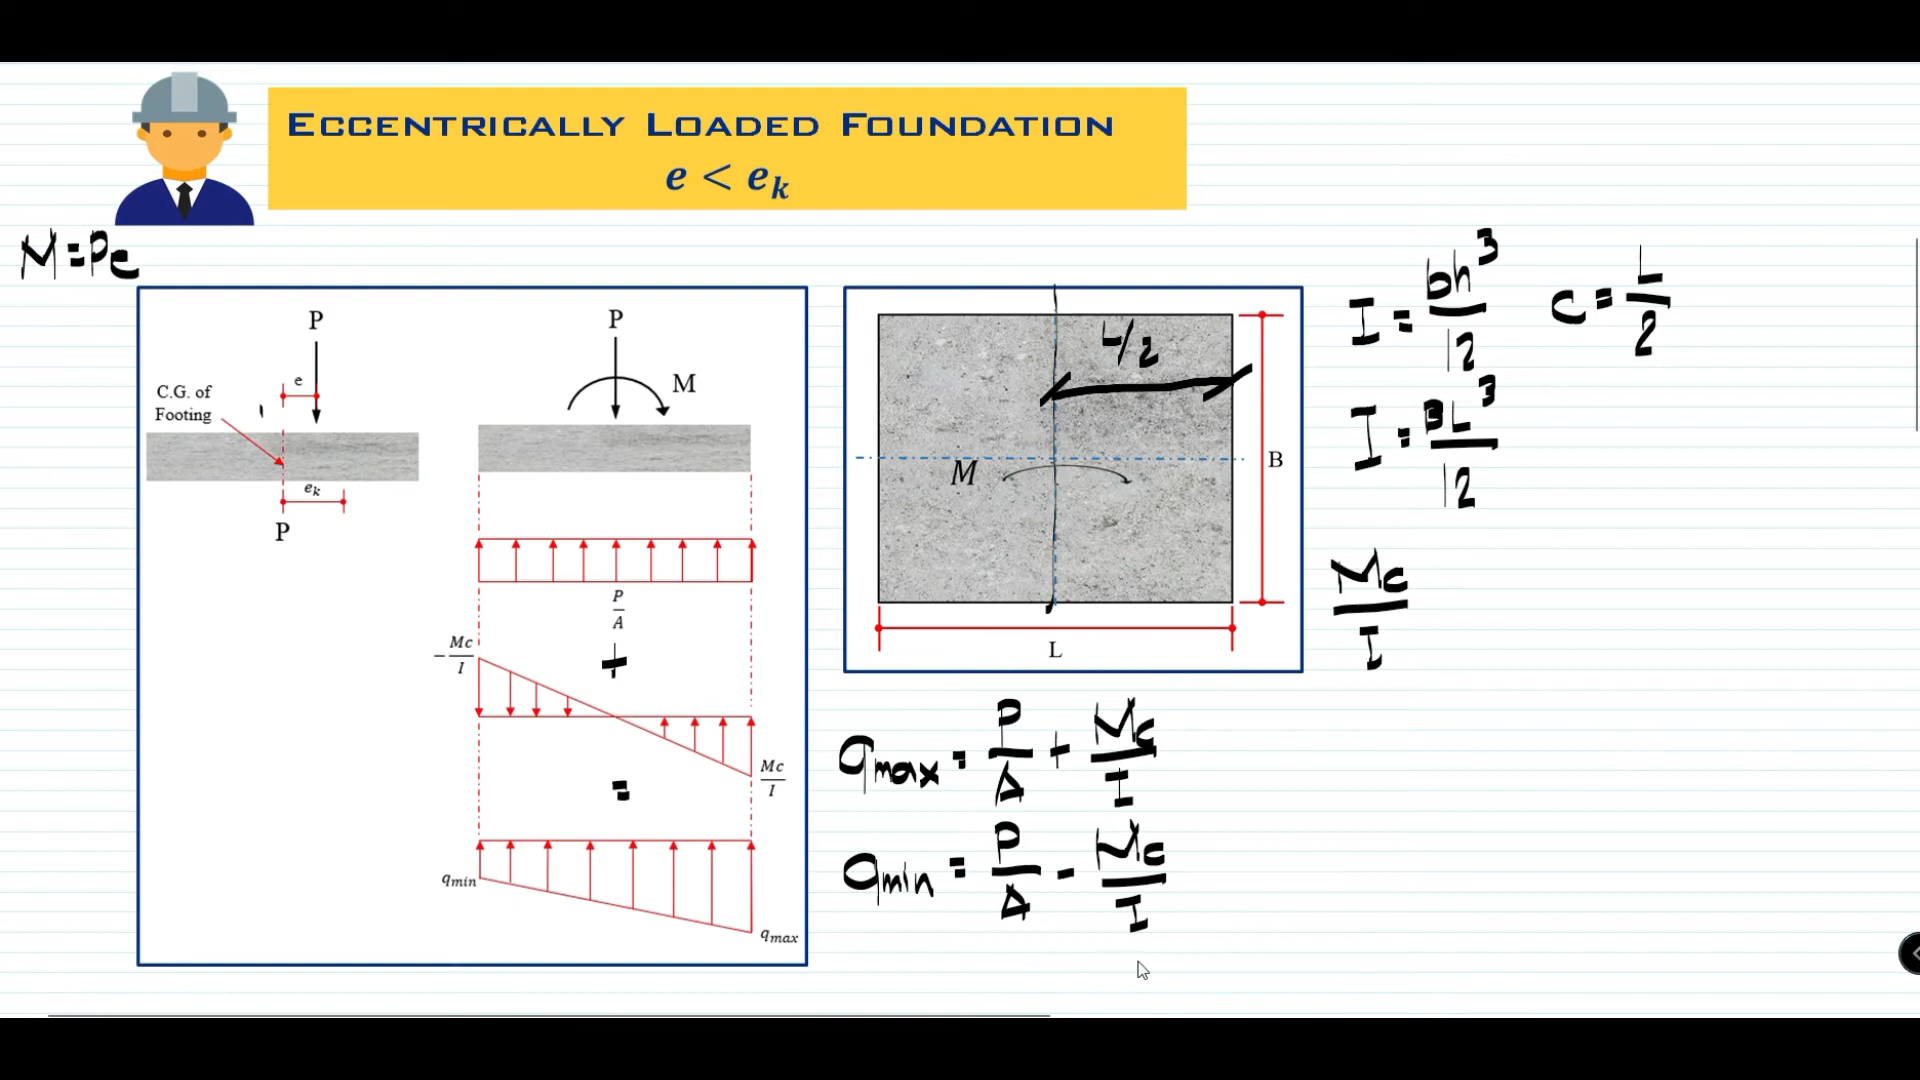 ECCENTRICALLY LOADED FOUNDATION
e < e_k
M = Pe
P
e
C.G. of
Footing
e_k
P
P
M
P/A
+
-Mc/I
Mc/I
=
q_min
q_max
L/2
M
B
L
I = bh³/12
C = L/2
I = BL³/12
Mc/I
q_max = P/A + Mc/I
q_min = P/A - Mc/I